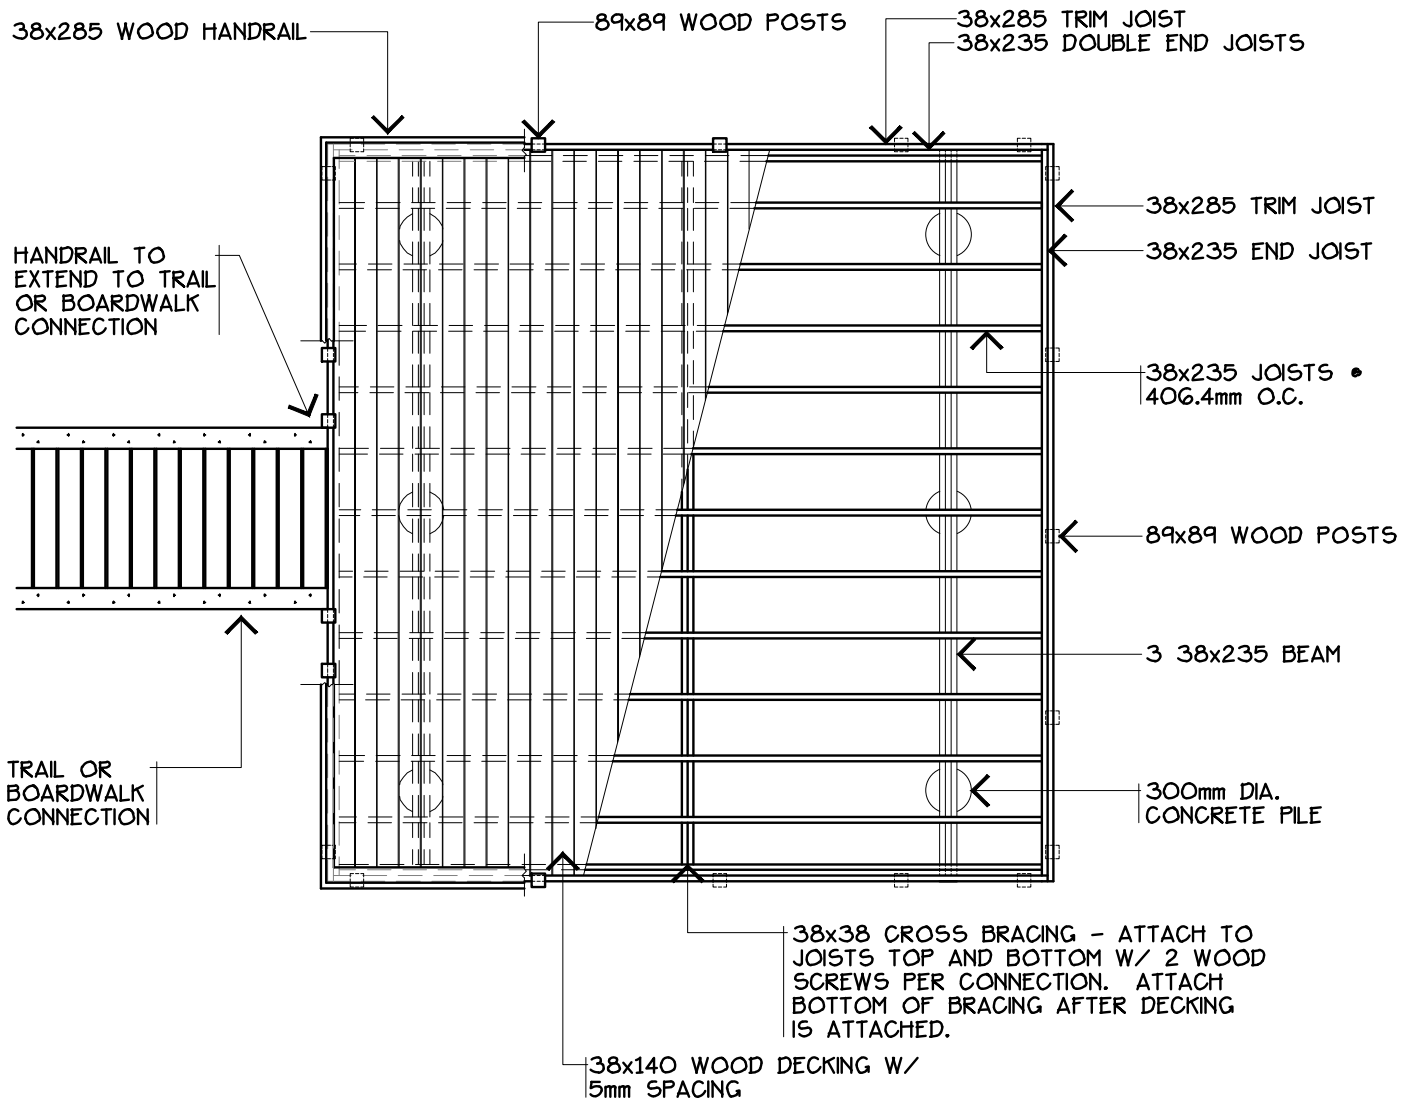 38x285 WOOD HANDRAIL
89x89 WOOD POSTS
38x285 TRIM JOIST
38x235 DOUBLE END JOISTS
38x285 TRIM JOIST
38x235 END JOIST
HANDRAIL TO
EXTEND TO TRAIL
OR BOARDWALK
CONNECTION
38x235 JOISTS @
406.4mm O.C.
89x89 WOOD POSTS
3 38x235 BEAM
TRAIL OR
BOARDWALK
CONNECTION
300mm DIA.
CONCRETE PILE
38x38 CROSS BRACING - ATTACH TO
JOISTS TOP AND BOTTOM W/ 2 WOOD
SCREWS PER CONNECTION. ATTACH
BOTTOM OF BRACING AFTER DECKING
IS ATTACHED.
38x140 WOOD DECKING W/
5mm SPACING